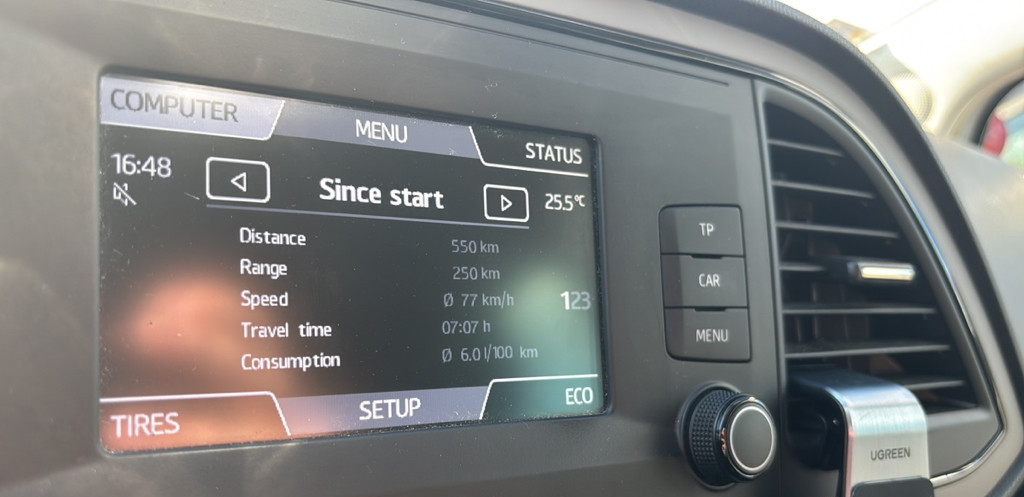 COMPUTER
MENU
STATUS
16:48
Since start
25.5°C
Distance 550 km
Range 250 km
Speed Ø 77 km/h
123
Travel time 07:07 h
Consumption Ø 6.0 l/100 km
TIRES
SETUP
ECO
TP
CAR
MENU
UGREEN